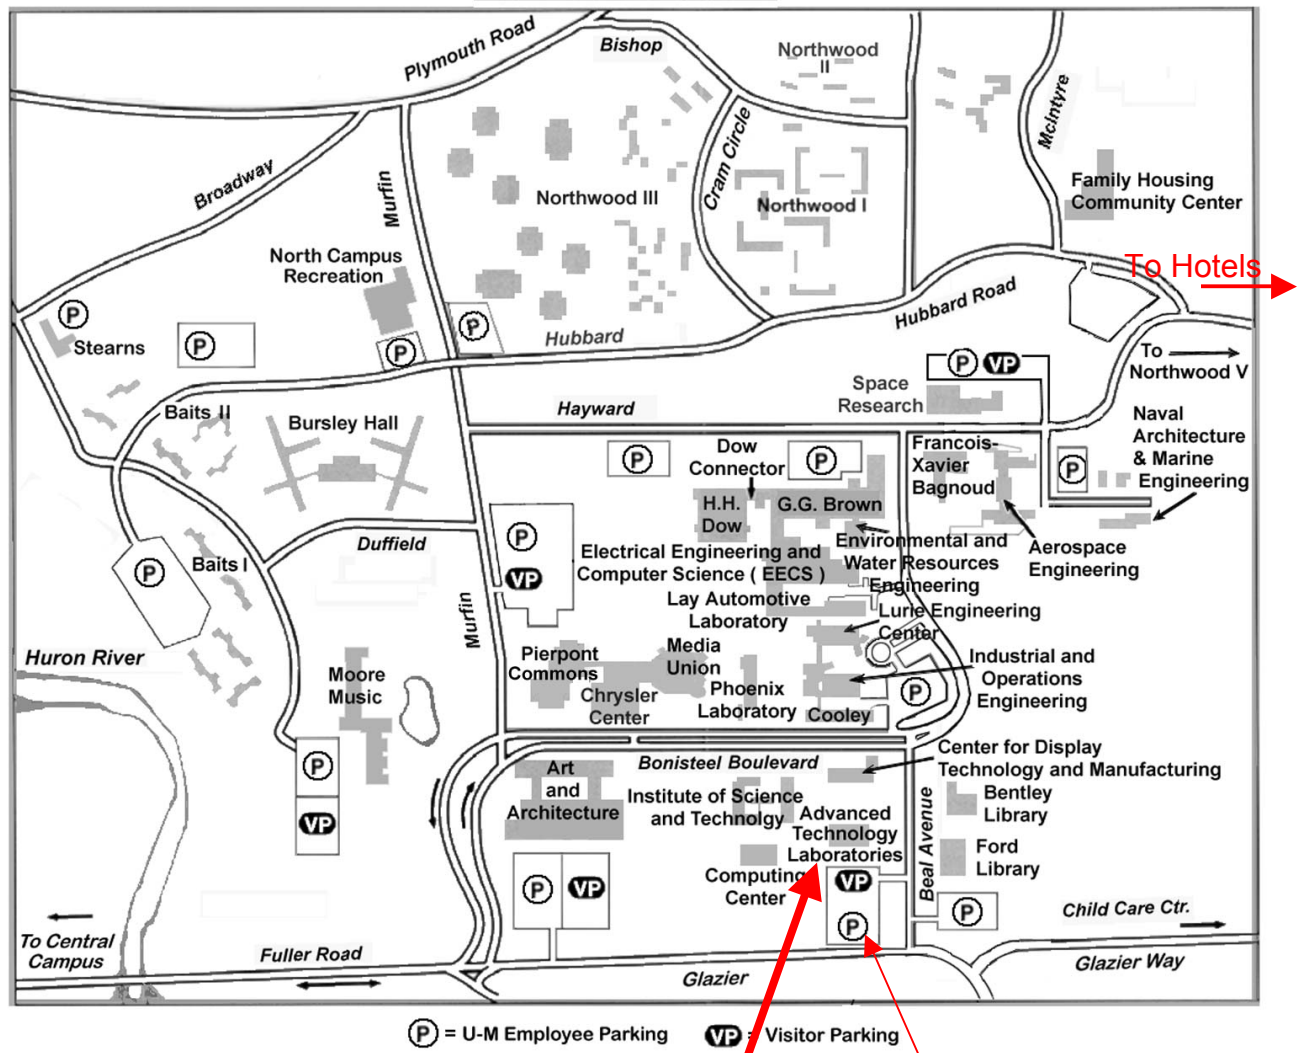 Plymouth Road
Bishop
Northwood
II
McIntyre
Broadway
Murfin
Cram Circle
Northwood III
Northwood I
Family Housing
Community Center
North Campus
Recreation
To Hotels
Hubbard Road
Hubbard
P
P
P
P
Stearns
To
Northwood V
P VP
Space
Research
Hayward
Baits II
Bursley Hall
Naval
Architecture
& Marine
Engineering
Dow
Connector
P
P
P
Francois-
Xavier
Bagnoud
H.H.
Dow
G.G. Brown
P
VP
Duffield
Electrical Engineering and
Computer Science ( EECS )
Environmental and
Water Resources
Engineering
Aerospace
Engineering
Baits I
P
Lay Automotive
Laboratory
Lurie Engineering
Center
Murfin
Huron River
Moore
Music
Pierpont
Commons
Media
Union
Chrysler
Center
Phoenix
Laboratory
Cooley
Industrial and
Operations
Engineering
P
P
VP
Bonisteel Boulevard
Center for Display
Technology and Manufacturing
Art
and
Architecture
Institute of Science
and Technolgy
Advanced
Technology
Laboratories
Bentley
Library
Beal Avenue
Ford
Library
Computing
Center
P VP
VP
P
P
Child Care Ctr.
To Central
Campus
Fuller Road
Glazier
Glazier Way
P = U-M Employee Parking VP = Visitor Parking